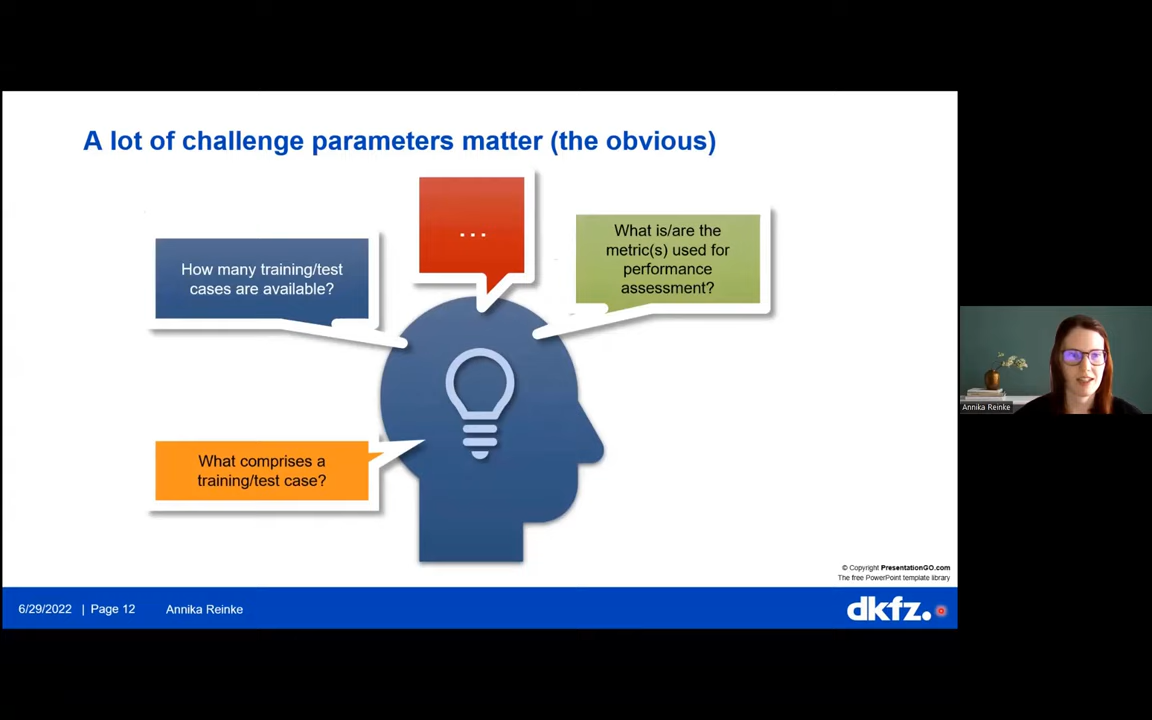 A lot of challenge parameters matter (the obvious)
...
What is/are the
metric(s) used for
performance
assessment?
How many training/test
cases are available?
What comprises a
training/test case?
© Copyright PresentationGO.com
The free PowerPoint template library
6/29/2022 | Page 12 Annika Reinke
dkfz.
Annika Reinke